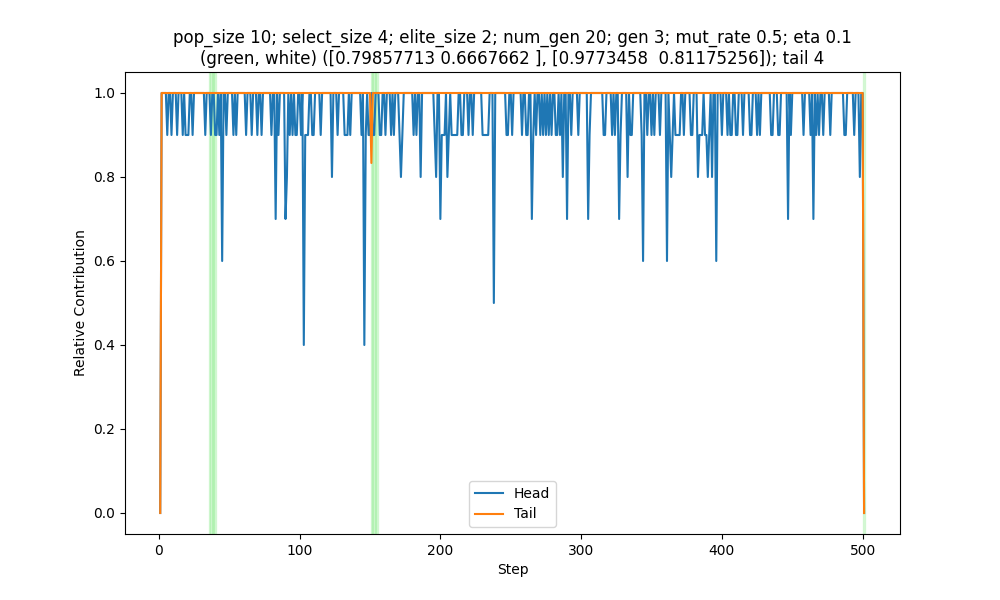 pop_size 10; select_size 4; elite_size 2; num_gen 20; gen 3; mut_rate 0.5; eta 0.1
(green, white) ([0.79857713 0.6667662 ], [0.9773458  0.81175256]); tail 4
1.0
0.8
0.6
0.4
0.2
0.0
Relative Contribution
Head
Tail
0
100
200
300
400
500
Step